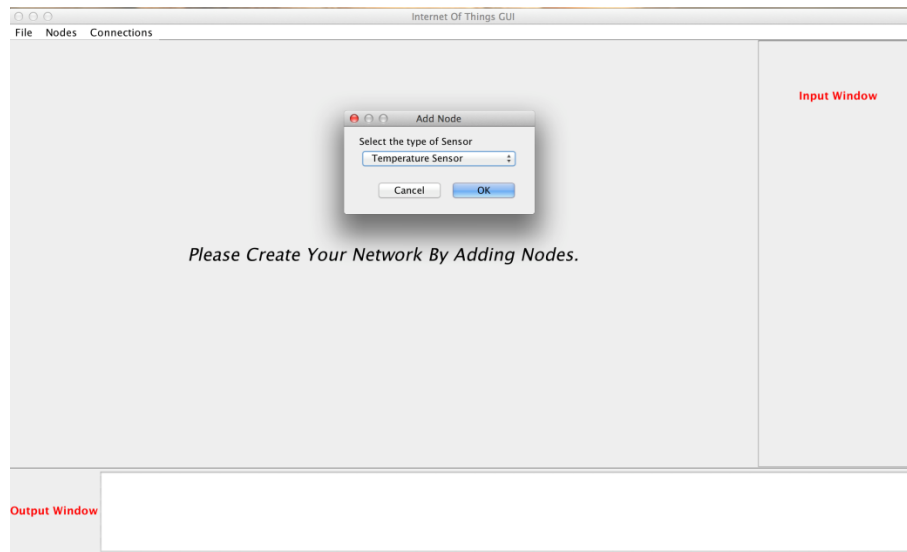 Internet Of Things GUI
File Nodes Connections
Input Window
Add Node
Select the type of Sensor
Temperature Sensor
Cancel OK
Please Create Your Network By Adding Nodes.
Output Window